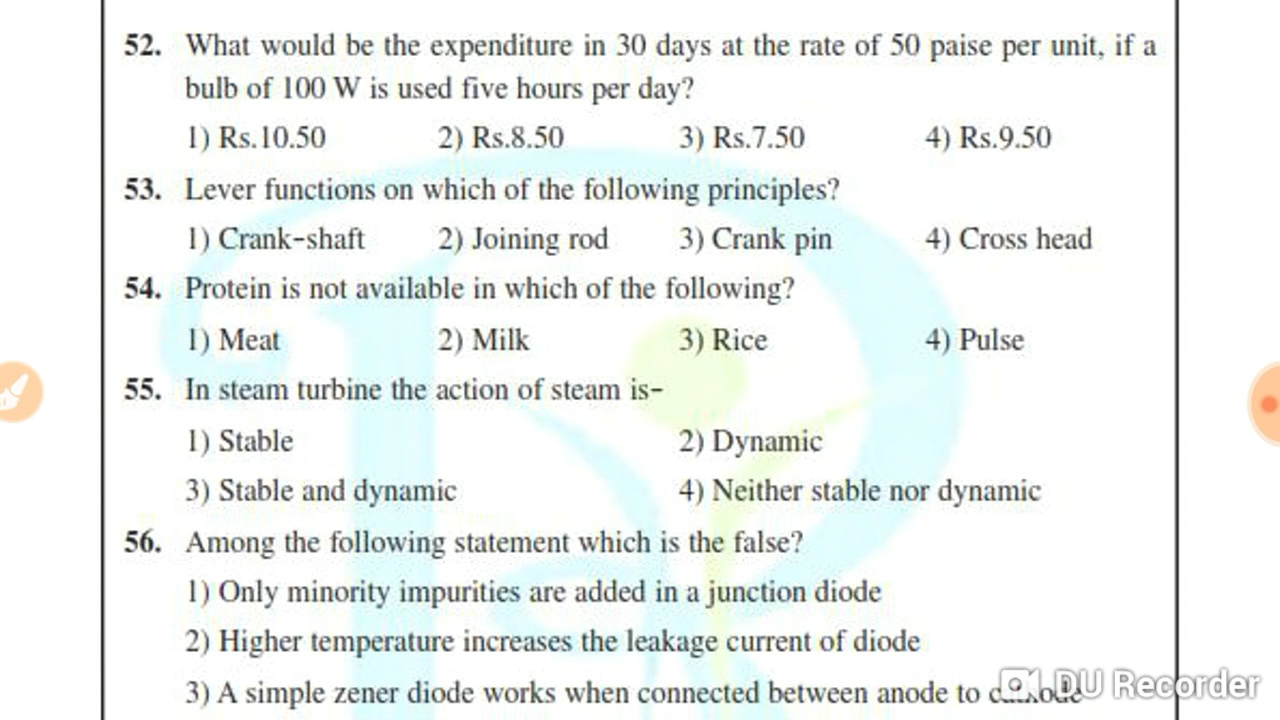 52. What would be the expenditure in 30 days at the rate of 50 paise per unit, if a
bulb of 100 W is used five hours per day?
1) Rs.10.50 2) Rs.8.50 3) Rs.7.50 4) Rs.9.50
53. Lever functions on which of the following principles?
1) Crank-shaft 2) Joining rod 3) Crank pin 4) Cross head
54. Protein is not available in which of the following?
1) Meat 2) Milk 3) Rice 4) Pulse
55. In steam turbine the action of steam is-
1) Stable 2) Dynamic
3) Stable and dynamic 4) Neither stable nor dynamic
56. Among the following statement which is the false?
1) Only minority impurities are added in a junction diode
2) Higher temperature increases the leakage current of diode
3) A simple zener diode works when connected between anode to cathode
DU Recorder